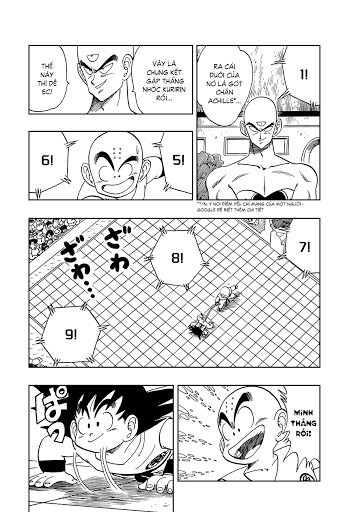 1!
RA CÁI
ĐUÔI CỦA
NÓ LÀ GÓT
CHÂN
ACHILLE*...
VẬY LÀ
CHUNG KẾT
GẶP THẰNG
NHÓC KURIRIN
RỒI...
THẾ
NÀY
THÌ DỄ
ẸC!
*T/N: Ý NÓI ĐIỂM YẾU CHÍ MẠNG CỦA MỘT NGƯỜI -
GOOGLE ĐỂ BIẾT THÊM CHI TIẾT
5!
6!
7!
8!
ざわ
ざわ...
9!
MÌNH
THẮNG
RỒI!
ぱっ